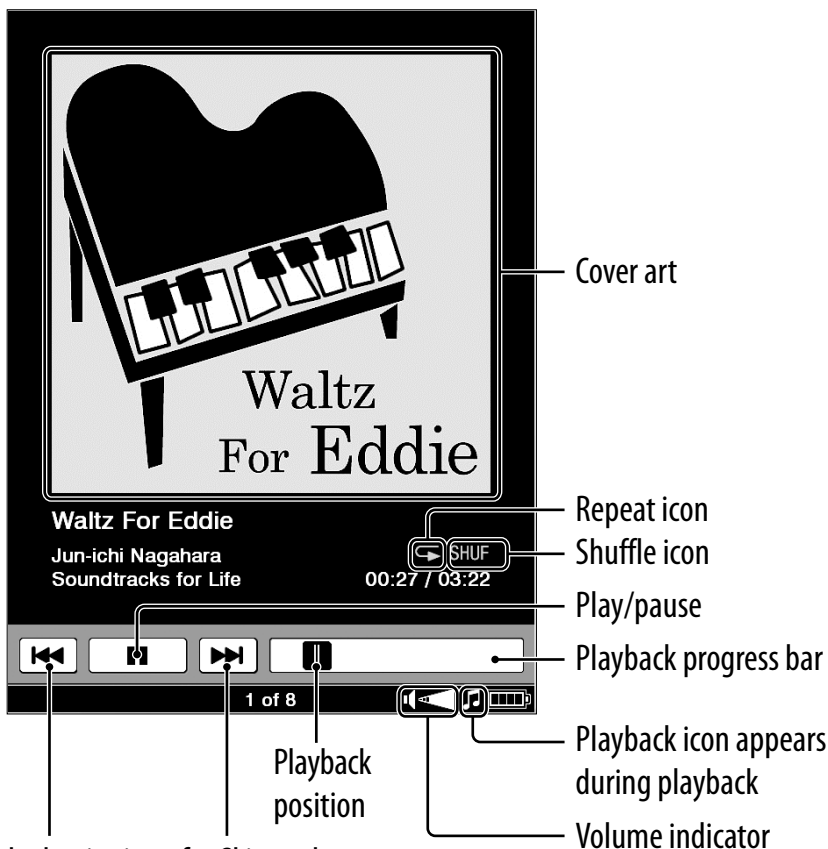 Waltz
For Eddie
Cover art
Waltz For Eddie
Jun-ichi Nagahara
Soundtracks for Life
SHUF
00:27 / 03:22
Repeat icon
Shuffle icon
Play/pause
Playback progress bar
1 of 8
Playback
position
Playback icon appears
during playback
Volume indicator